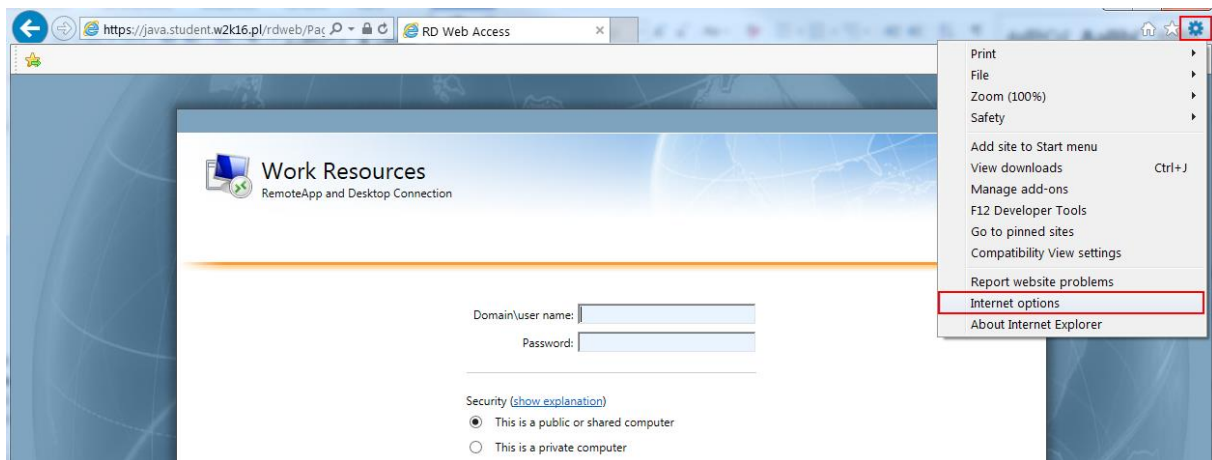 https://java.student.w2k16.pl/rdweb/Pag
RD Web Access
Print
File
Zoom (100%)
Safety
Add site to Start menu
View downloads Ctrl+J
Manage add-ons
F12 Developer Tools
Go to pinned sites
Compatibility View settings
Report website problems
Internet options
About Internet Explorer
Work Resources
RemoteApp and Desktop Connection
Domain\user name:
Password:
Security (show explanation)
This is a public or shared computer
This is a private computer